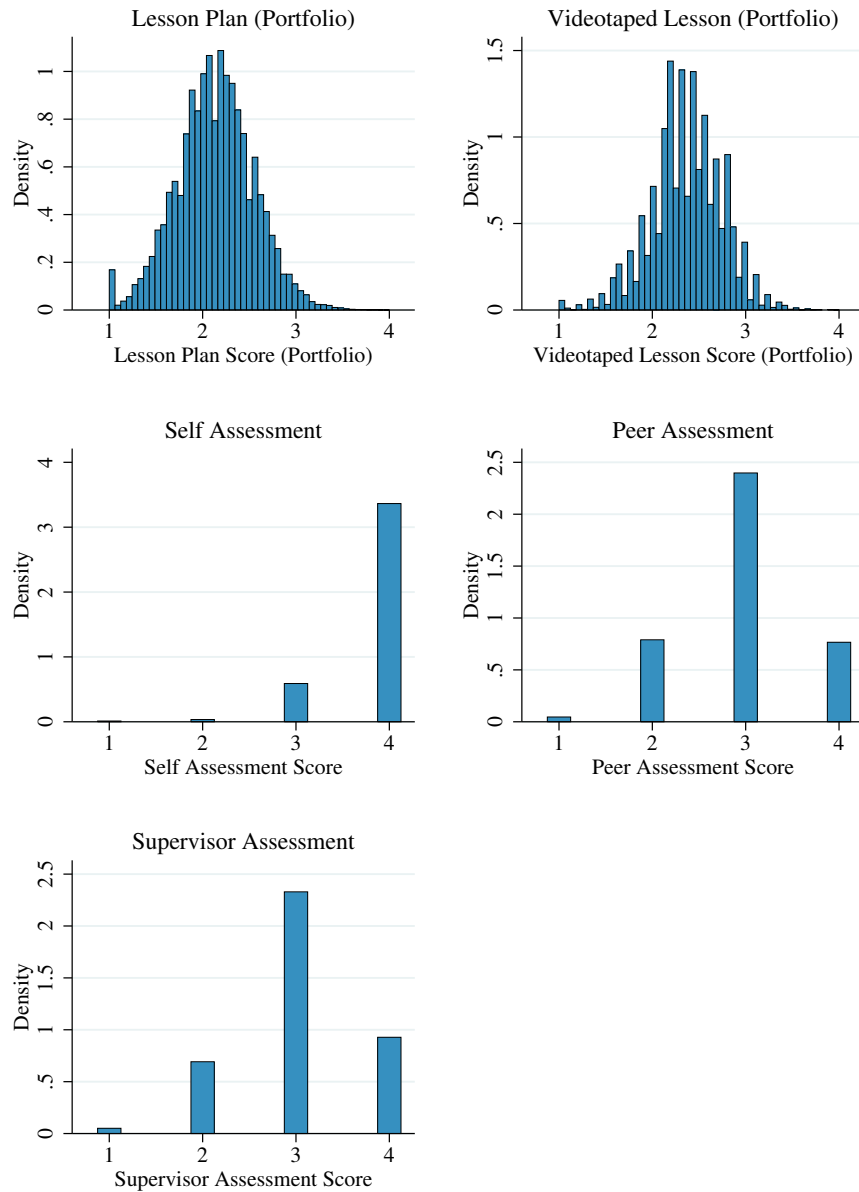 Lesson Plan (Portfolio)
Density
0 .2 .4 .6 .8 1
1 2 3 4
Lesson Plan Score (Portfolio)
Videotaped Lesson (Portfolio)
Density
0 .5 1 1.5
1 2 3 4
Videotaped Lesson Score (Portfolio)
Self Assessment
Density
0 1 2 3 4
1 2 3 4
Self Assessment Score
Peer Assessment
Density
0 .5 1 1.5 2 2.5
1 2 3 4
Peer Assessment Score
Supervisor Assessment
Density
0 .5 1 1.5 2 2.5
1 2 3 4
Supervisor Assessment Score